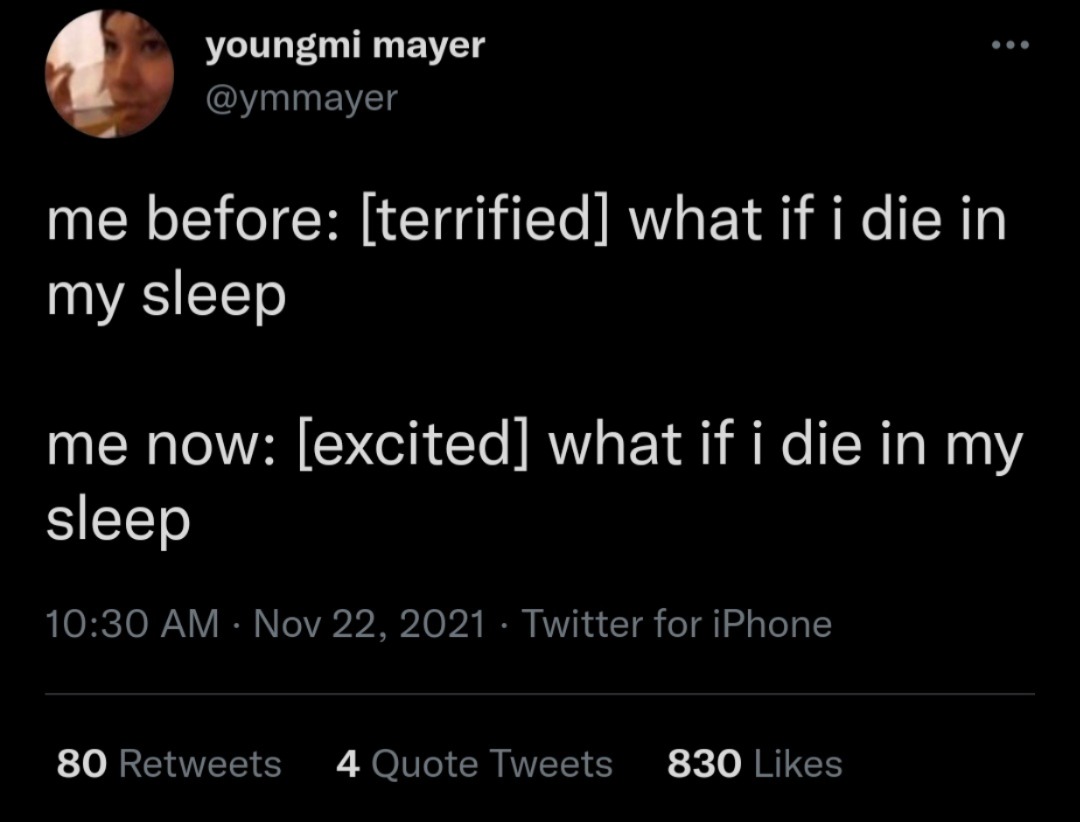 youngmi mayer
@ymmayer
me before: [terrified] what if i die in
my sleep
me now: [excited] what if i die in my
sleep
10:30 AM · Nov 22, 2021 · Twitter for iPhone
80 Retweets 4 Quote Tweets 830 Likes